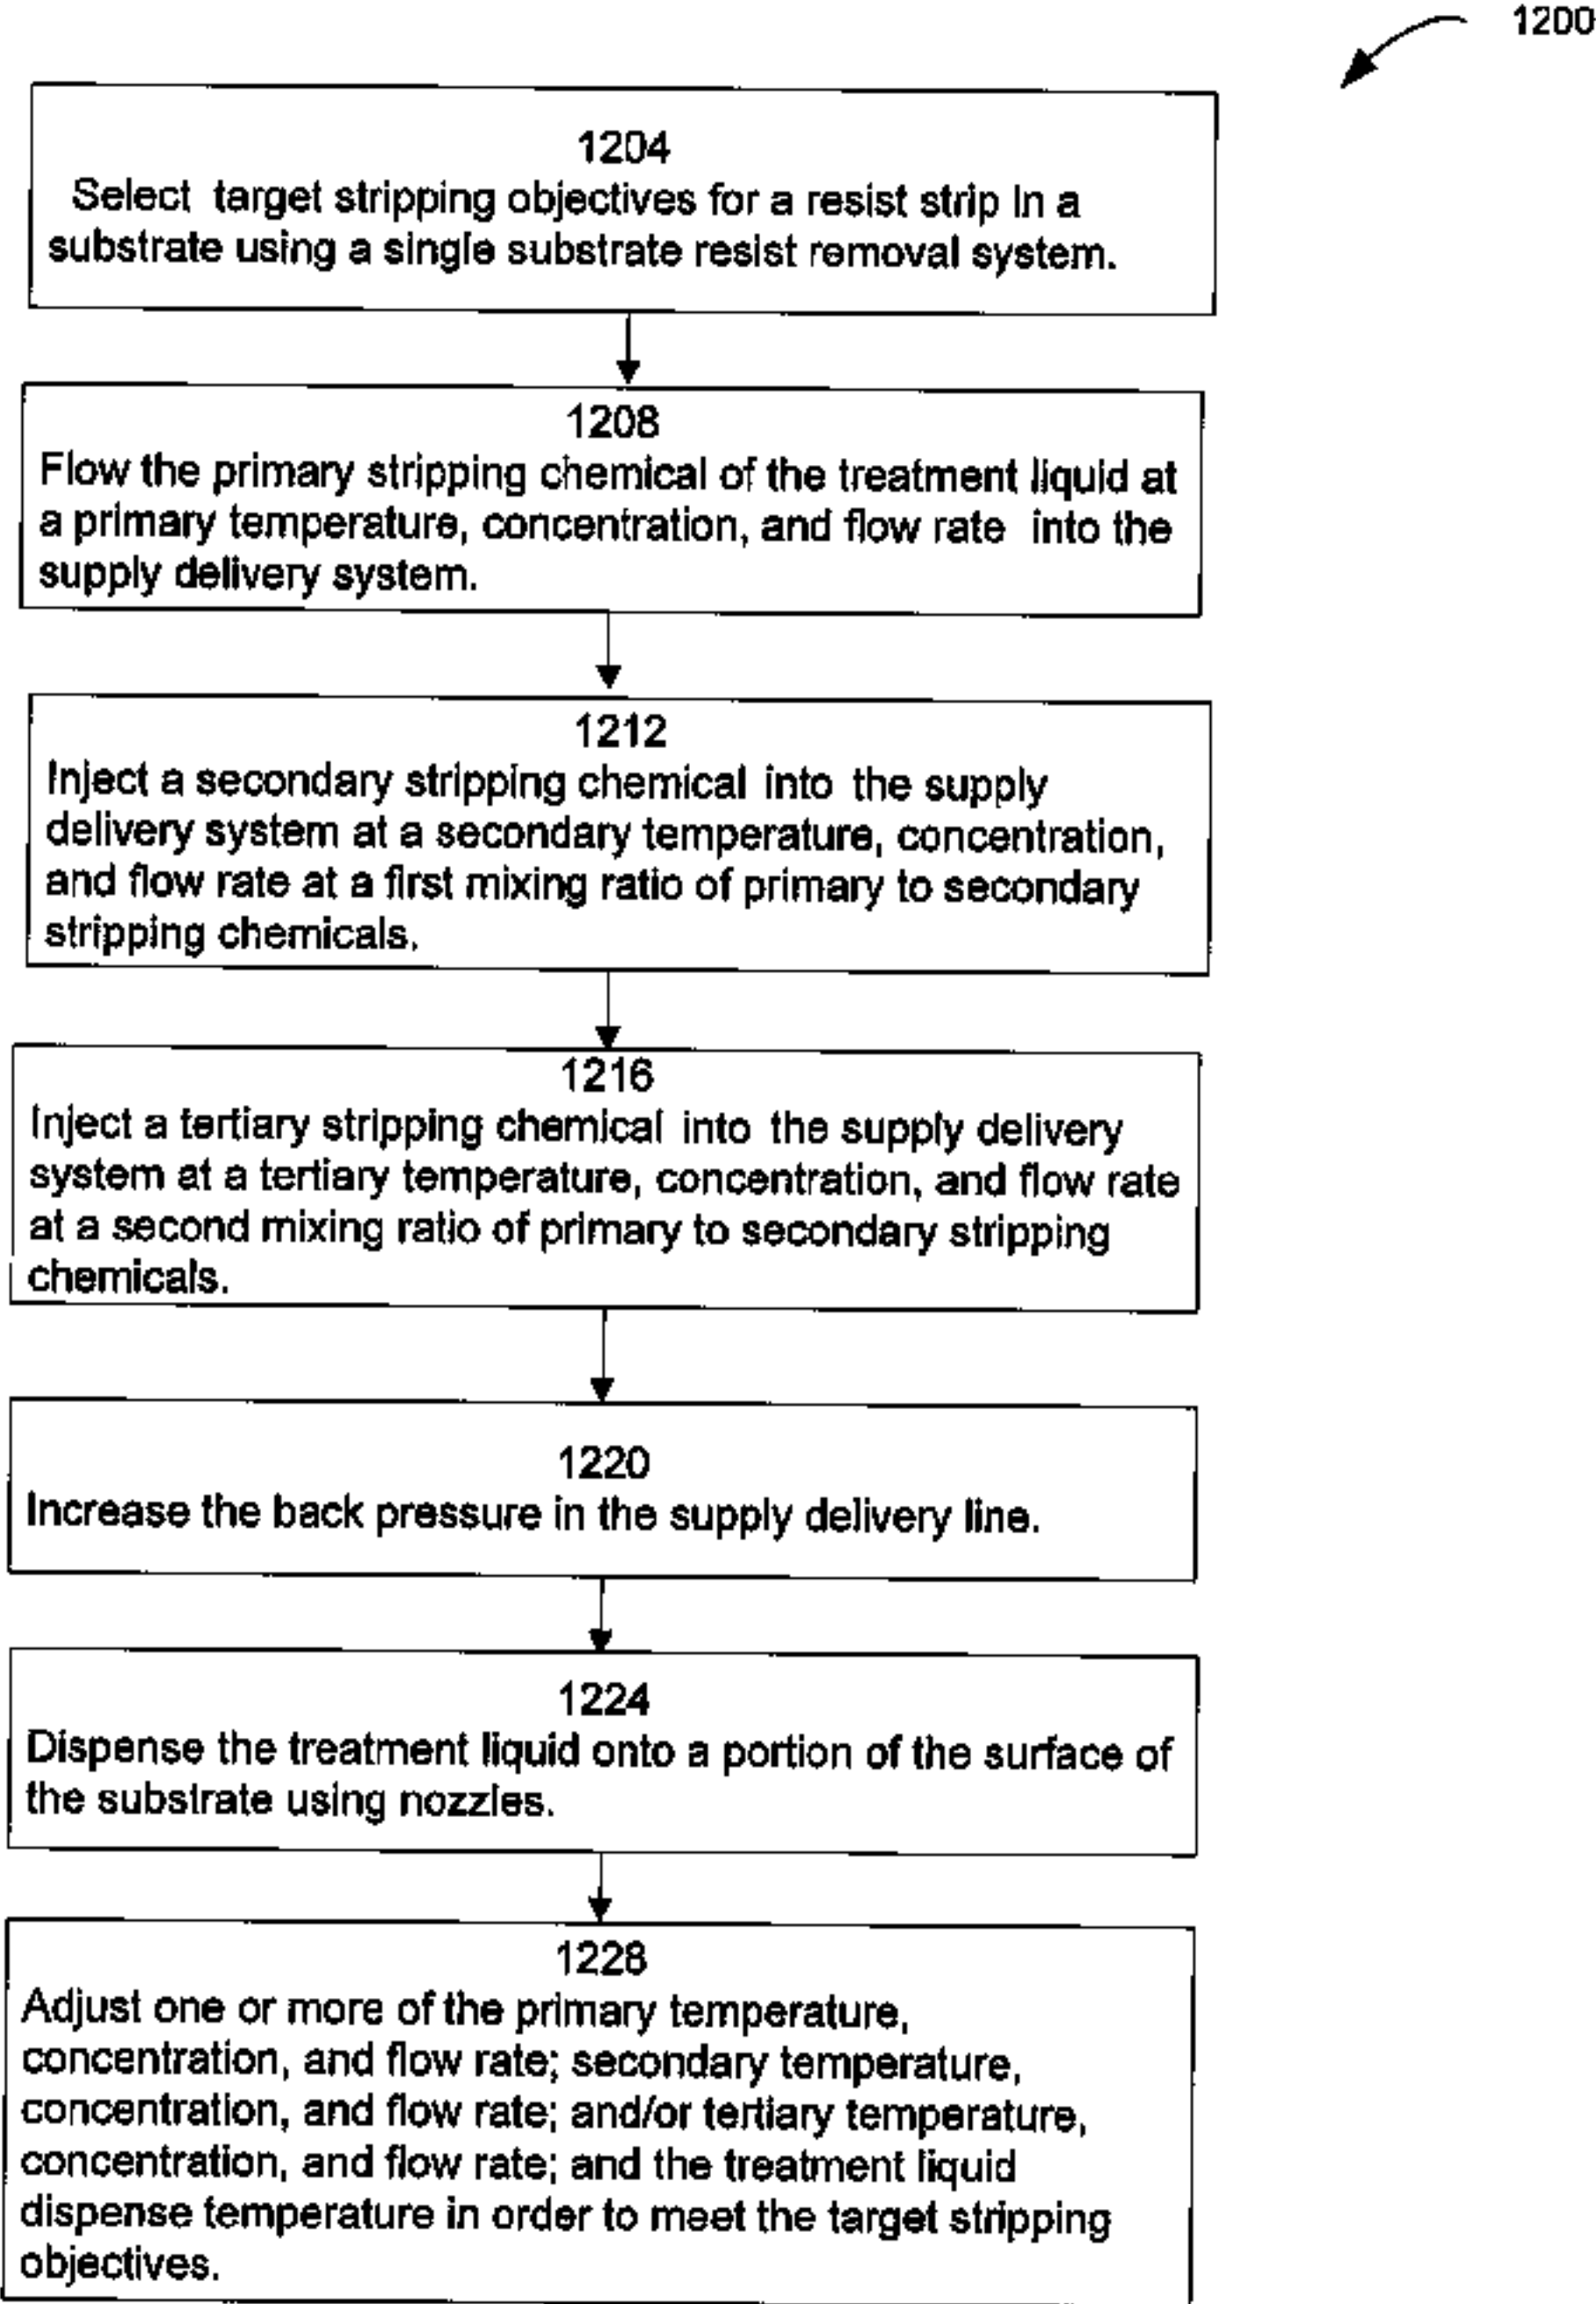 1200
1204
Select target stripping objectives for a resist strip in a
substrate using a single substrate resist removal system.
1208
Flow the primary stripping chemical of the treatment liquid at
a primary temperature, concentration, and flow rate into the
supply delivery system.
1212
Inject a secondary stripping chemical into the supply
delivery system at a secondary temperature, concentration,
and flow rate at a first mixing ratio of primary to secondary
stripping chemicals.
1216
Inject a tertiary stripping chemical into the supply delivery
system at a tertiary temperature, concentration, and flow rate
at a second mixing ratio of primary to secondary stripping
chemicals.
1220
Increase the back pressure in the supply delivery line.
1224
Dispense the treatment liquid onto a portion of the surface of
the substrate using nozzles.
1228
Adjust one or more of the primary temperature,
concentration, and flow rate; secondary temperature,
concentration, and flow rate; and/or tertiary temperature,
concentration, and flow rate; and the treatment liquid
dispense temperature in order to meet the target stripping
objectives.